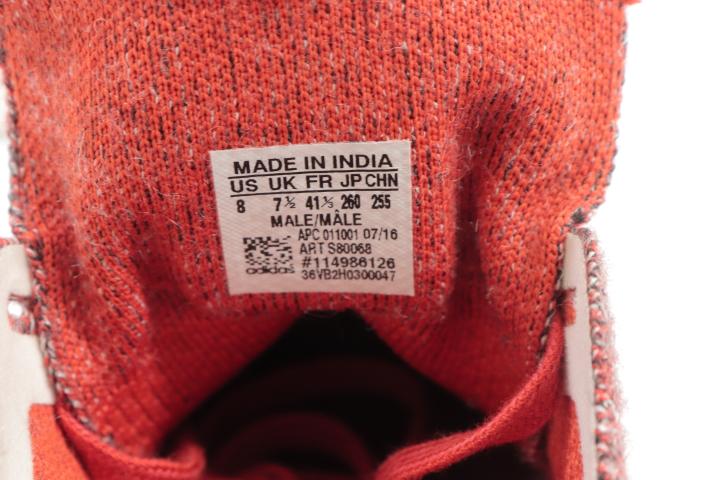 MADE IN INDIA
US UK FR JP CHN
8 7½ 41⅓ 260 255
MALE/MÂLE
APC 011001 07/16
ART S80068
#114986126
adidas
36VB2H0300047